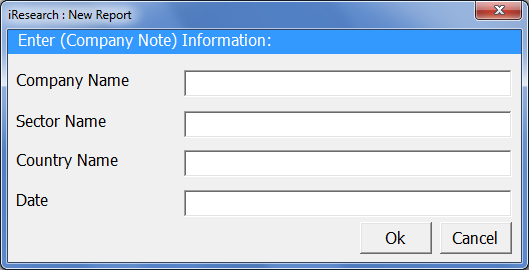 iResearch : New Report
Enter (Company Note) Information:
Company Name
Sector Name
Country Name
Date
Ok Cancel